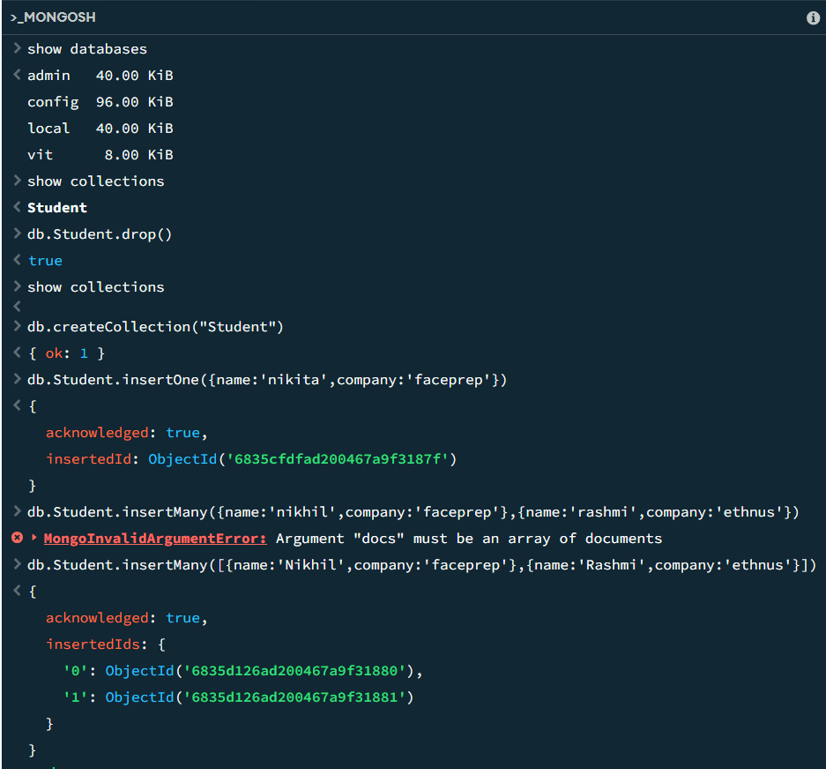 >_MONGOSH
> show databases
< admin 40.00 KiB
config 96.00 KiB
local 40.00 KiB
vit 8.00 KiB
> show collections
< Student
> db.Student.drop()
< true
> show collections
<
> db.createCollection("Student")
< { ok: 1 }
> db.Student.insertOne({name:'nikita',company:'faceprep'})
< {
acknowledged: true,
insertedId: ObjectId('6835cfdfad200467a9f3187f')
}
> db.Student.insertMany({name:'nikhil',company:'faceprep'},{name:'rashmi',company:'ethnus'})
MongoInvalidArgumentError: Argument "docs" must be an array of documents
> db.Student.insertMany([{name:'Nikhil',company:'faceprep'},{name:'Rashmi',company:'ethnus'}])
< {
acknowledged: true,
insertedIds: {
'0': ObjectId('6835d126ad200467a9f31880'),
'1': ObjectId('6835d126ad200467a9f31881')
}
}